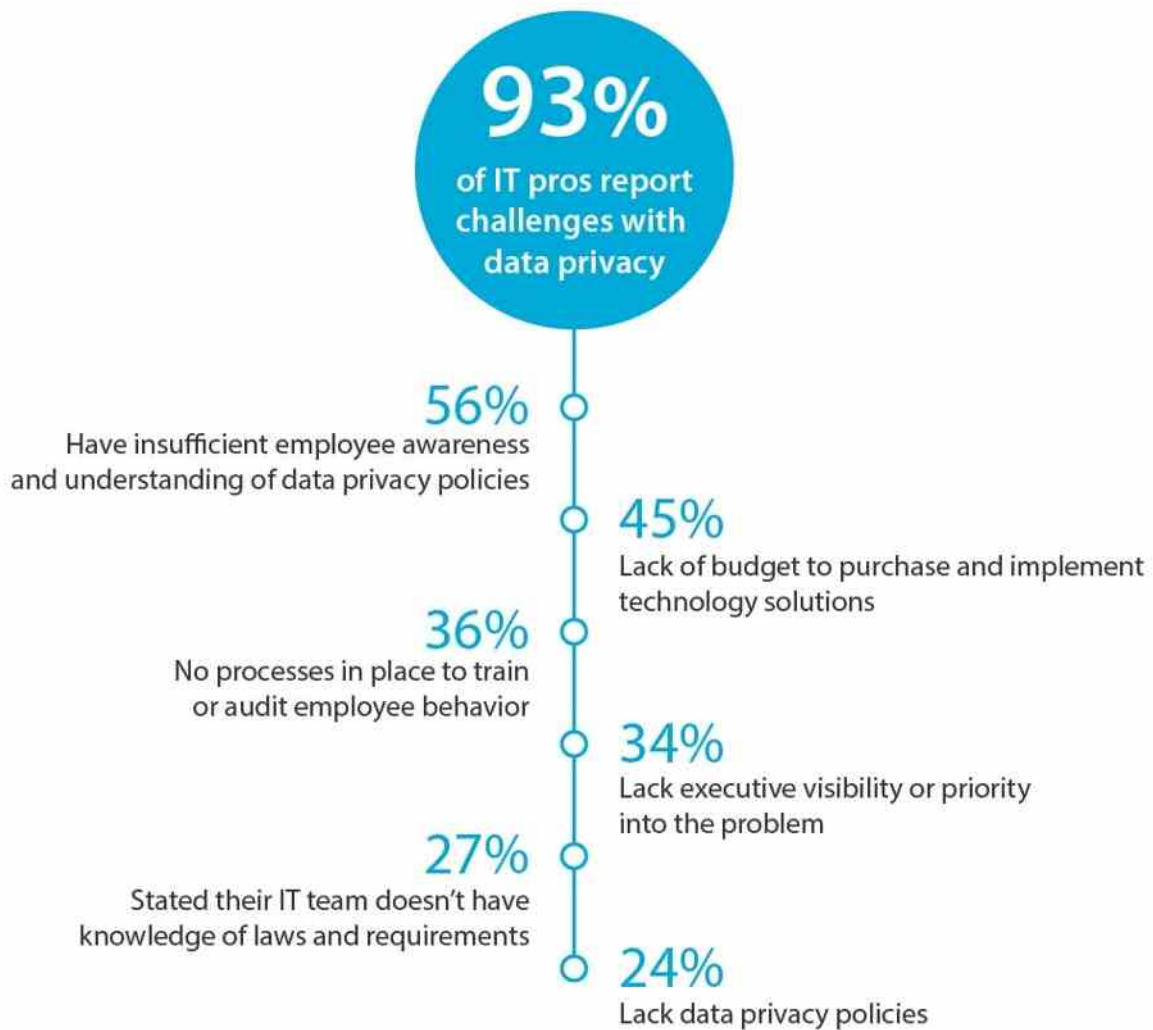 93%
of IT pros report
challenges with
data privacy
56%
Have insufficient employee awareness
and understanding of data privacy policies
45%
Lack of budget to purchase and implement
technology solutions
36%
No processes in place to train
or audit employee behavior
34%
Lack executive visibility or priority
into the problem
27%
Stated their IT team doesn't have
knowledge of laws and requirements
24%
Lack data privacy policies